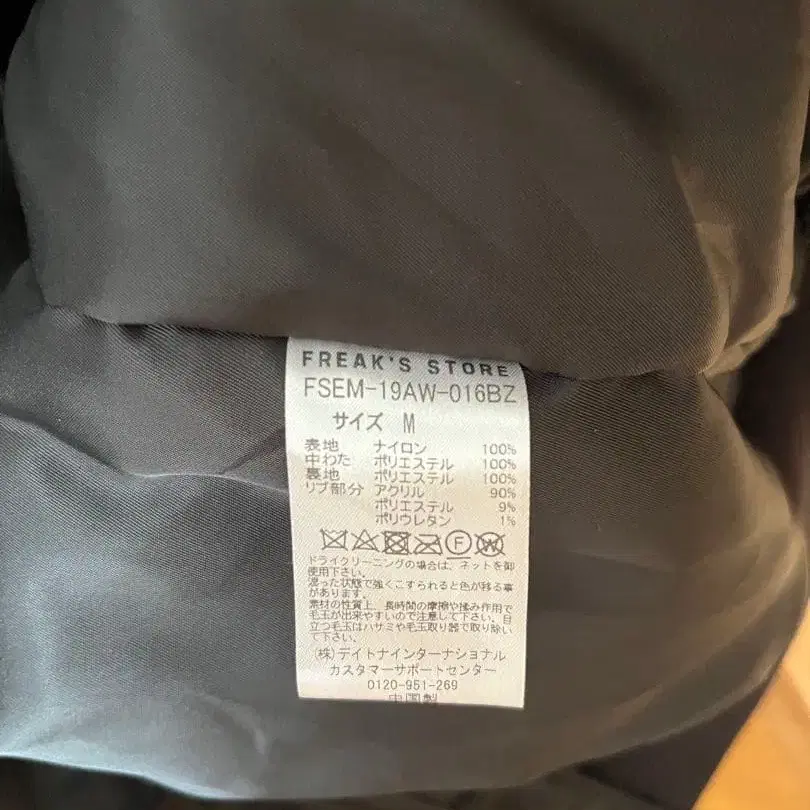 FREAK'S STORE
FSEM-19AW-016BZ
サイズ M
表地 ナイロン 100%
中わた ポリエステル 100%
裏地 ポリエステル 100%
リブ部分 アクリル 90%
ポリエステル 9%
ポリウレタン 1%
F W
ドライクリーニングの場合は、ネットを御
使用下さい。
湿った状態で強くこすられると色が移る事
があります。
素材の性質上、長時間の摩擦や揉み作用で
毛玉が出来やすいので注意して下さい。目
立つ毛玉はハサミや毛玉取り器で取り除い
て下さい。
(株)デイトナインターナショナル
カスタマーサポートセンター
0120-951-269
中国製